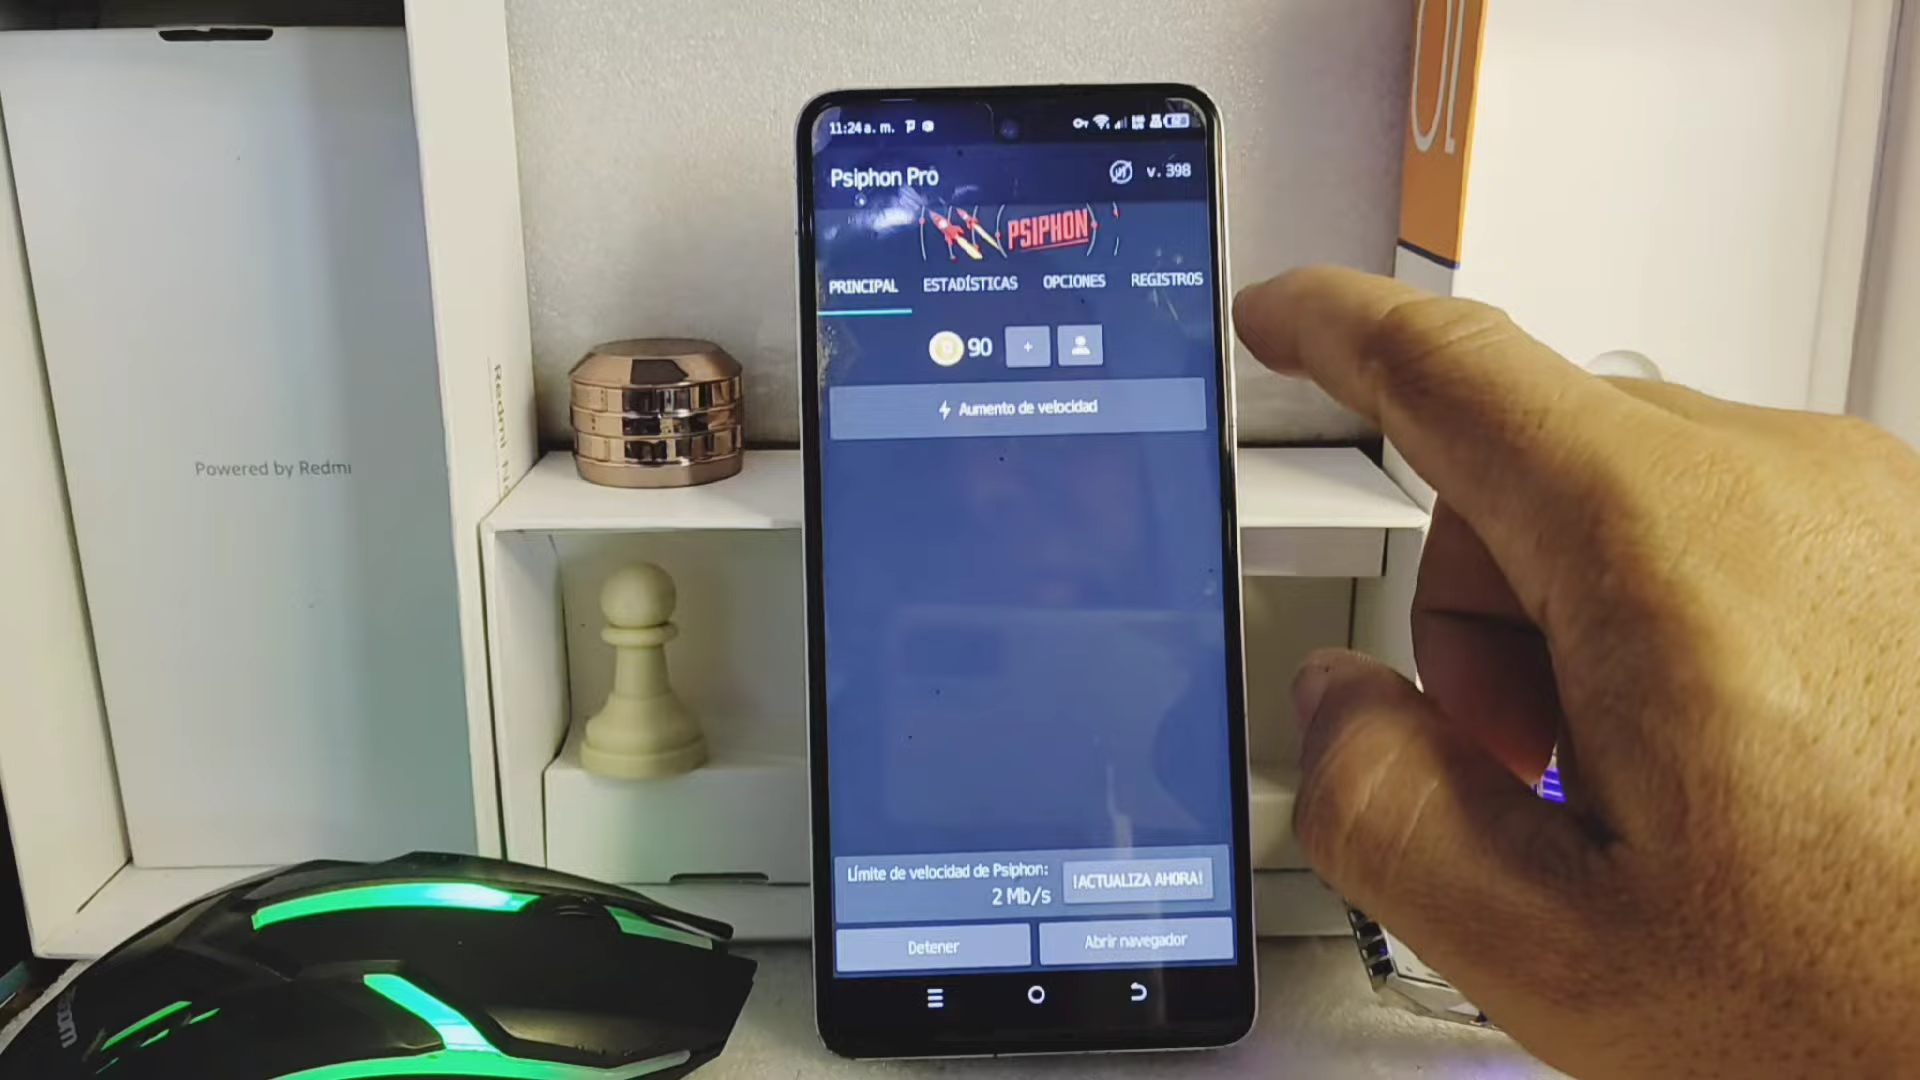 11:24 a. m.
Psiphon Pro
v. 398
PSIPHON
PRINCIPAL
ESTADÍSTICAS
OPCIONES
REGISTROS
90
+
Aumento de velocidad
Powered by Redmi
Límite de velocidad de Psiphon:
2 Mb/s
¡ACTUALIZA AHORA!
Detener
Abrir navegador